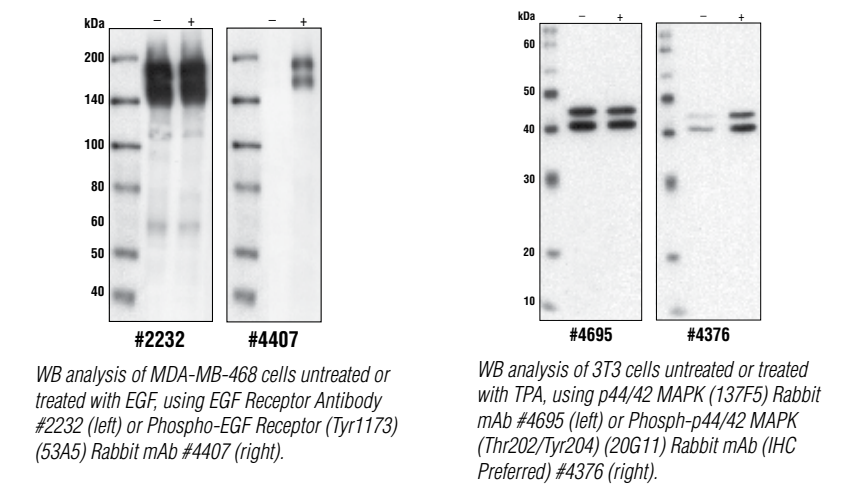 kDa
– +
– +
200
140
100
80
60
50
40
#2232
#4407
WB analysis of MDA-MB-468 cells untreated or
treated with EGF, using EGF Receptor Antibody
#2232 (left) or Phospho-EGF Receptor (Tyr1173)
(53A5) Rabbit mAb #4407 (right).
kDa
– +
– +
60
50
40
30
20
10
#4695
#4376
WB analysis of 3T3 cells untreated or treated
with TPA, using p44/42 MAPK (137F5) Rabbit
mAb #4695 (left) or Phosph-p44/42 MAPK
(Thr202/Tyr204) (20G11) Rabbit mAb (IHC
Preferred) #4376 (right).